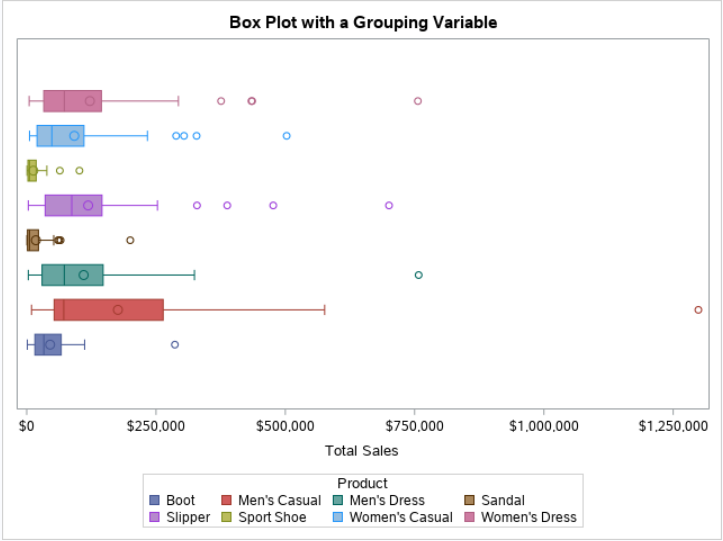 Box Plot with a Grouping Variable
$0 $250,000 $500,000 $750,000 $1,000,000 $1,250,000
Total Sales
Product
Boot Men's Casual Men's Dress Sandal
Slipper Sport Shoe Women's Casual Women's Dress